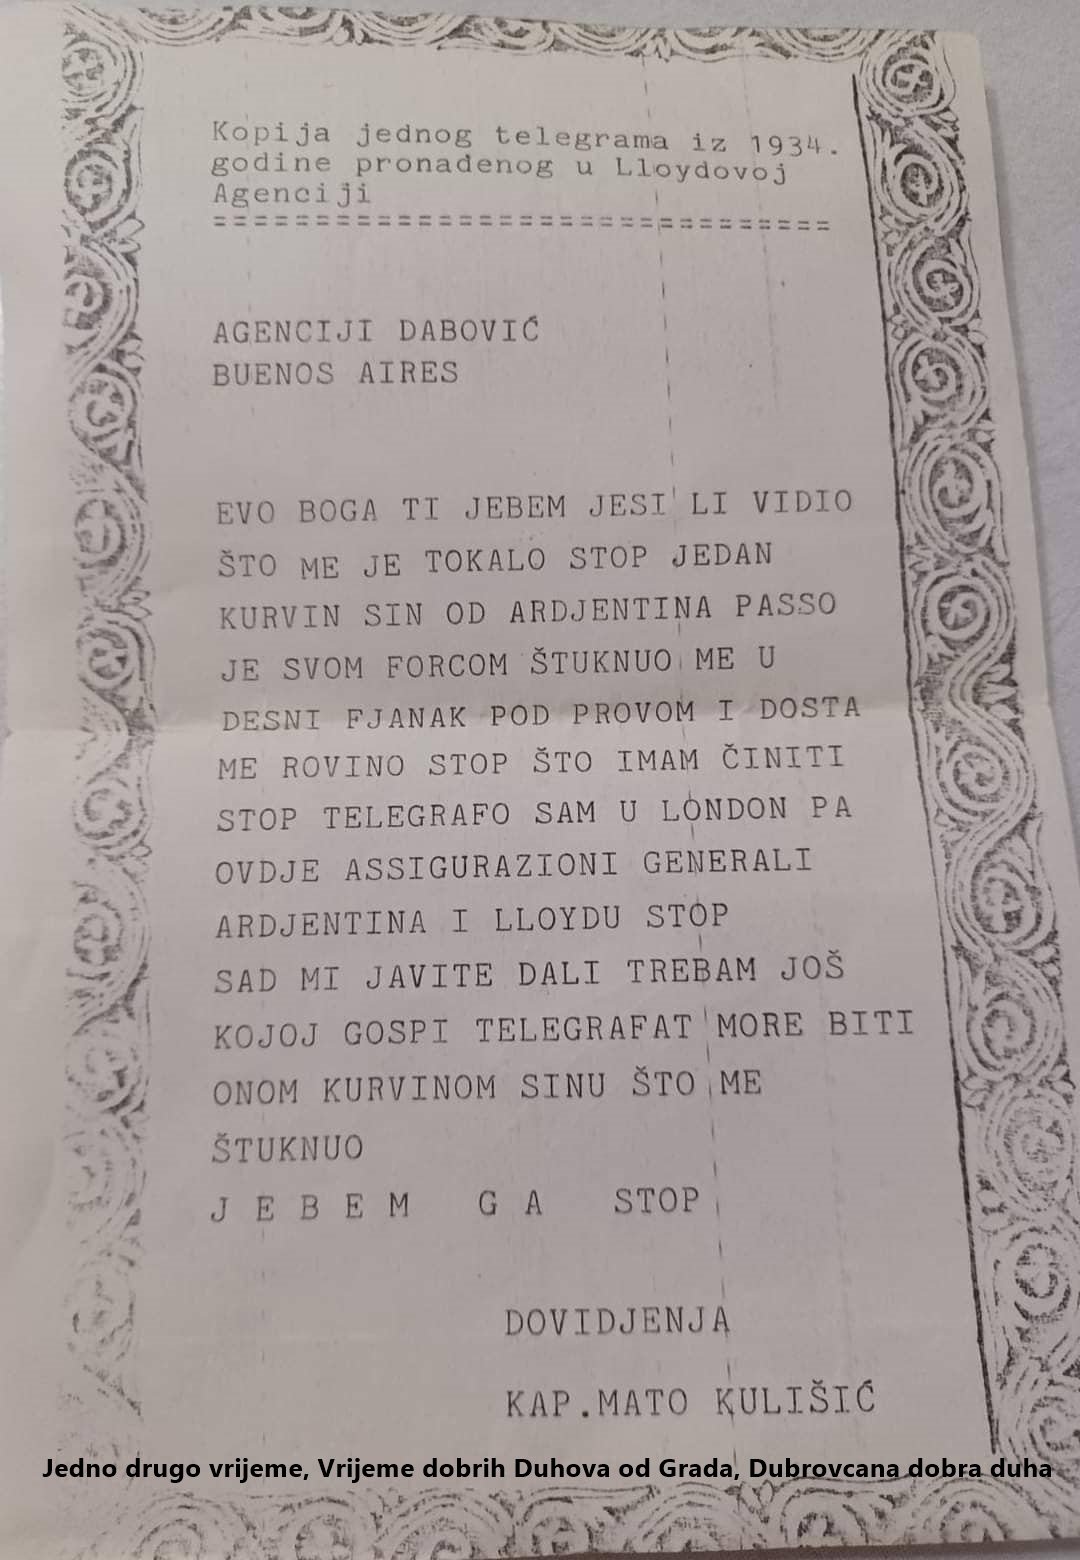 Kopija jednog telegrama iz 1934.
godine pronađenog u Lloydovoj
Agenciji
===============================
AGENCIJI DABOVIĆ
BUENOS AIRES
EVO BOGA TI JEBEM JESI LI VIDIO
ŠTO ME JE TOKALO STOP JEDAN
KURVIN SIN OD ARDJENTINA PASSO
JE SVOM FORCOM ŠTUKNUO ME U
DESNI FJANAK POD PROVOM I DOSTA
ME ROVINO STOP ŠTO IMAM ČINITI
STOP TELEGRAFO SAM U LONDON PA
OVDJE ASSIGURAZIONI GENERALI
ARDJENTINA I LLOYDU STOP
SAD MI JAVITE DALI TREBAM JOŠ
KOJOJ GOSPI TELEGRAFAT MORE BITI
ONOM KURVINOM SINU ŠTO ME
ŠTUKNUO
J E B E M G A STOP
DOVIDJENJA
KAP.MATO KULIŠIĆ
Jedno drugo vrijeme, Vrijeme dobrih Duhova od Grada, Dubrovcana dobra duha